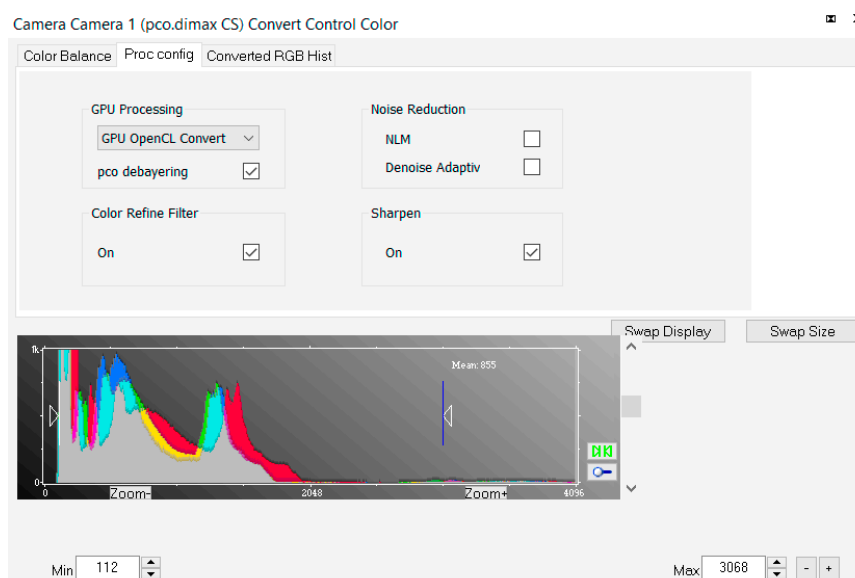 Camera Camera 1 (pco.dimax CS) Convert Control Color
Color Balance Proc config Converted RGB Hist
GPU Processing
GPU OpenCL Convert
pco debayering
Noise Reduction
NLM
Denoise Adaptiv
Color Refine Filter
On
Sharpen
On
Swap Display Swap Size
1k
Mean: 855
0
0 Zoom- 2048 Zoom+ 4096
Min 112 Max 3068 - +